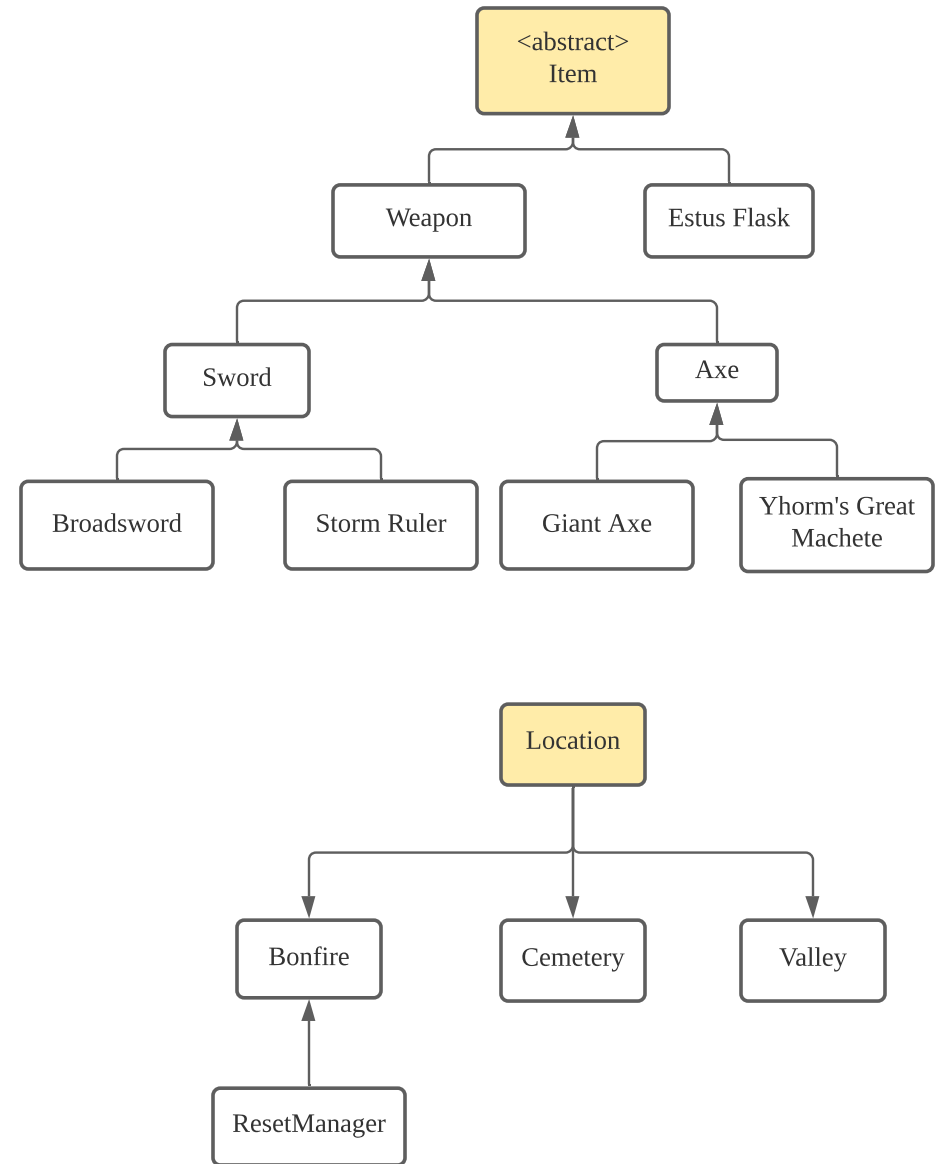 <abstract>
Item
Weapon
Estus Flask
Sword
Axe
Broadsword
Storm Ruler
Giant Axe
Yhorm's Great
Machete
Location
Bonfire
Cemetery
Valley
ResetManager